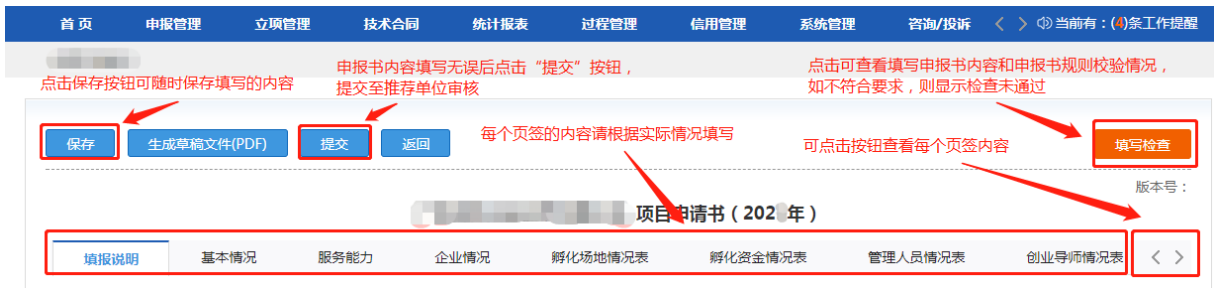 首 页 申报管理 立项管理 技术合同 统计报表 过程管理 信用管理 系统管理 咨询/投诉 当前有：(4)条工作提醒
点击保存按钮可随时保存填写的内容
申报书内容填写无误后点击“提交”按钮，
提交至推荐单位审核
点击可查看填写申报书内容和申报书规则校验情况，
如不符合要求，则显示检查未通过
每个页签的内容请根据实际情况填写
可点击按钮查看每个页签内容
保存 生成草稿文件(PDF) 提交 返回 填写检查
版本号：
项目申请书（202 年）
填报说明 基本情况 服务能力 企业情况 孵化场地情况表 孵化资金情况表 管理人员情况表 创业导师情况表